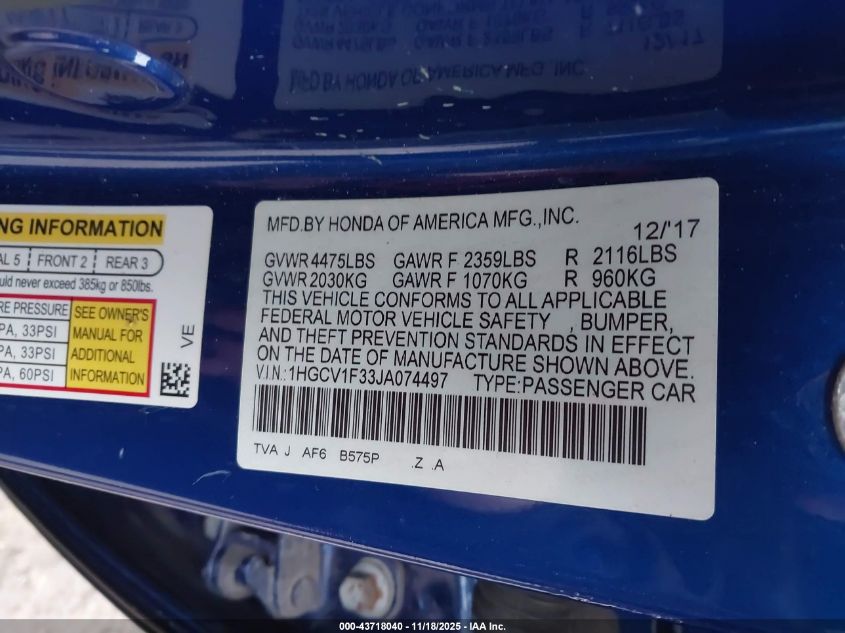 MFD BY HONDA OF AMERICA MFG., INC.
12/'17
NG INFORMATION
AL 5 FRONT 2 REAR 3
ould never exceed 385kg or 850lbs.
RE PRESSURE
PA, 33PSI
PA, 33PSI
PA, 60PSI
SEE OWNER'S
MANUAL FOR
ADDITIONAL
INFORMATION
VE
MFD.BY HONDA OF AMERICA MFG.,INC.
12/'17
GVWR 4475LBS GAWR F 2359LBS R 2116LBS
GVWR 2030KG GAWR F 1070KG R 960KG
THIS VEHICLE CONFORMS TO ALL APPLICABLE
FEDERAL MOTOR VEHICLE SAFETY , BUMPER,
AND THEFT PREVENTION STANDARDS IN EFFECT
ON THE DATE OF MANUFACTURE SHOWN ABOVE.
V.I.N.: 1HGCV1F33JA074497 TYPE:PASSENGER CAR
TVA J AF6 B575P .Z .A
000-43718040 - 11/18/2025 - IAA Inc.